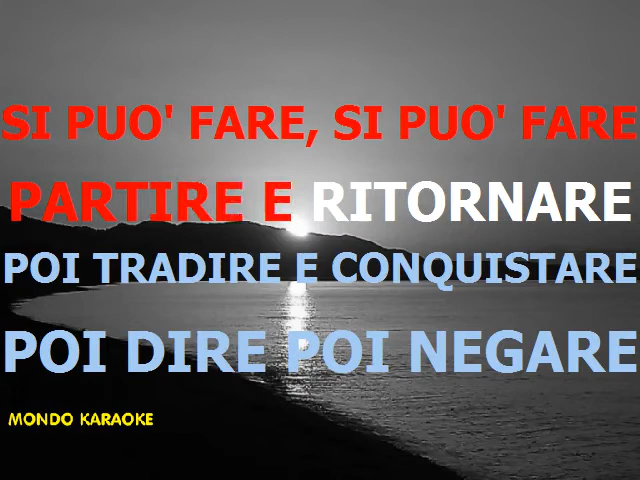 SI PUO' FARE, SI PUO' FARE
PARTIRE E RITORNARE
POI TRADIRE E CONQUISTARE
POI DIRE POI NEGARE
MONDO KARAOKE